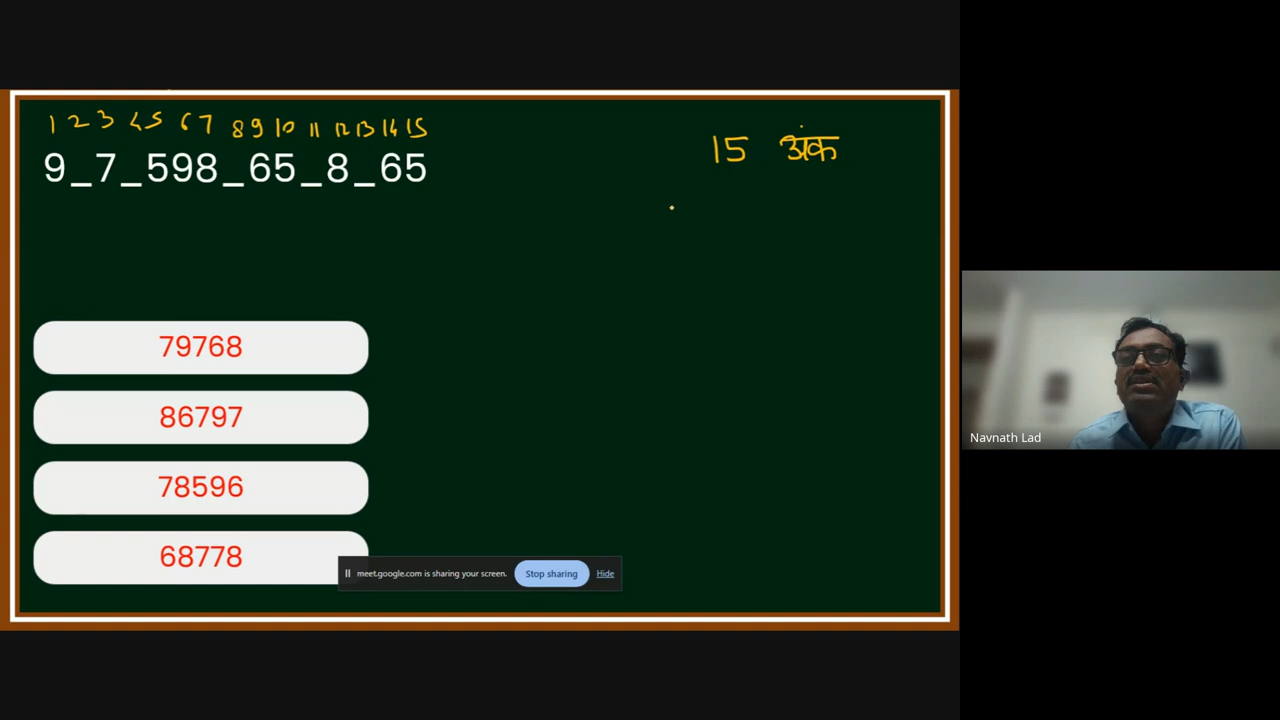 1 2 3 4 5 6 7 8 9 10 11 12 13 14 15
9_7_598_65_8_65
15 अंक
79768
86797
78596
68778
meet.google.com is sharing your screen. Stop sharing Hide
Navnath Lad